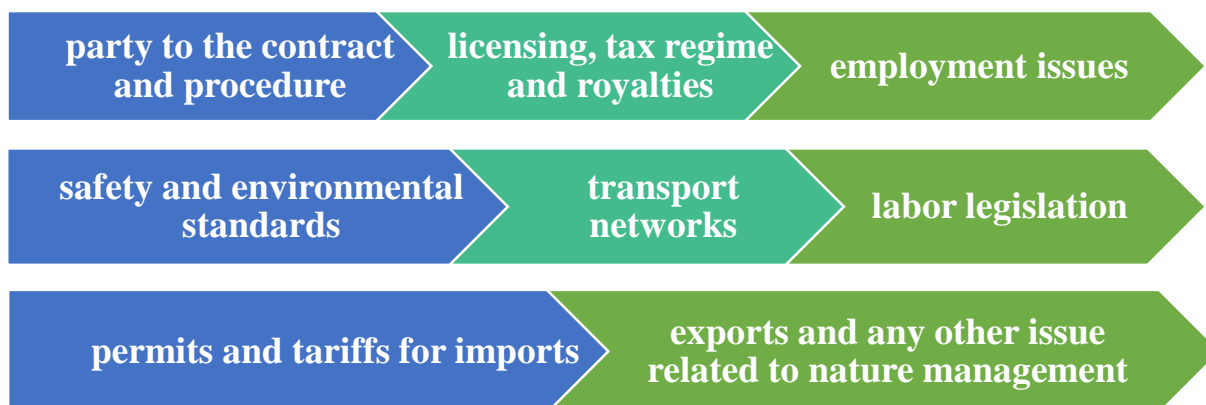 party to the contract
and procedure
licensing, tax regime
and royalties
employment issues
safety and environmental
standards
transport
networks
labor legislation
permits and tariffs for imports
exports and any other issue
related to nature management